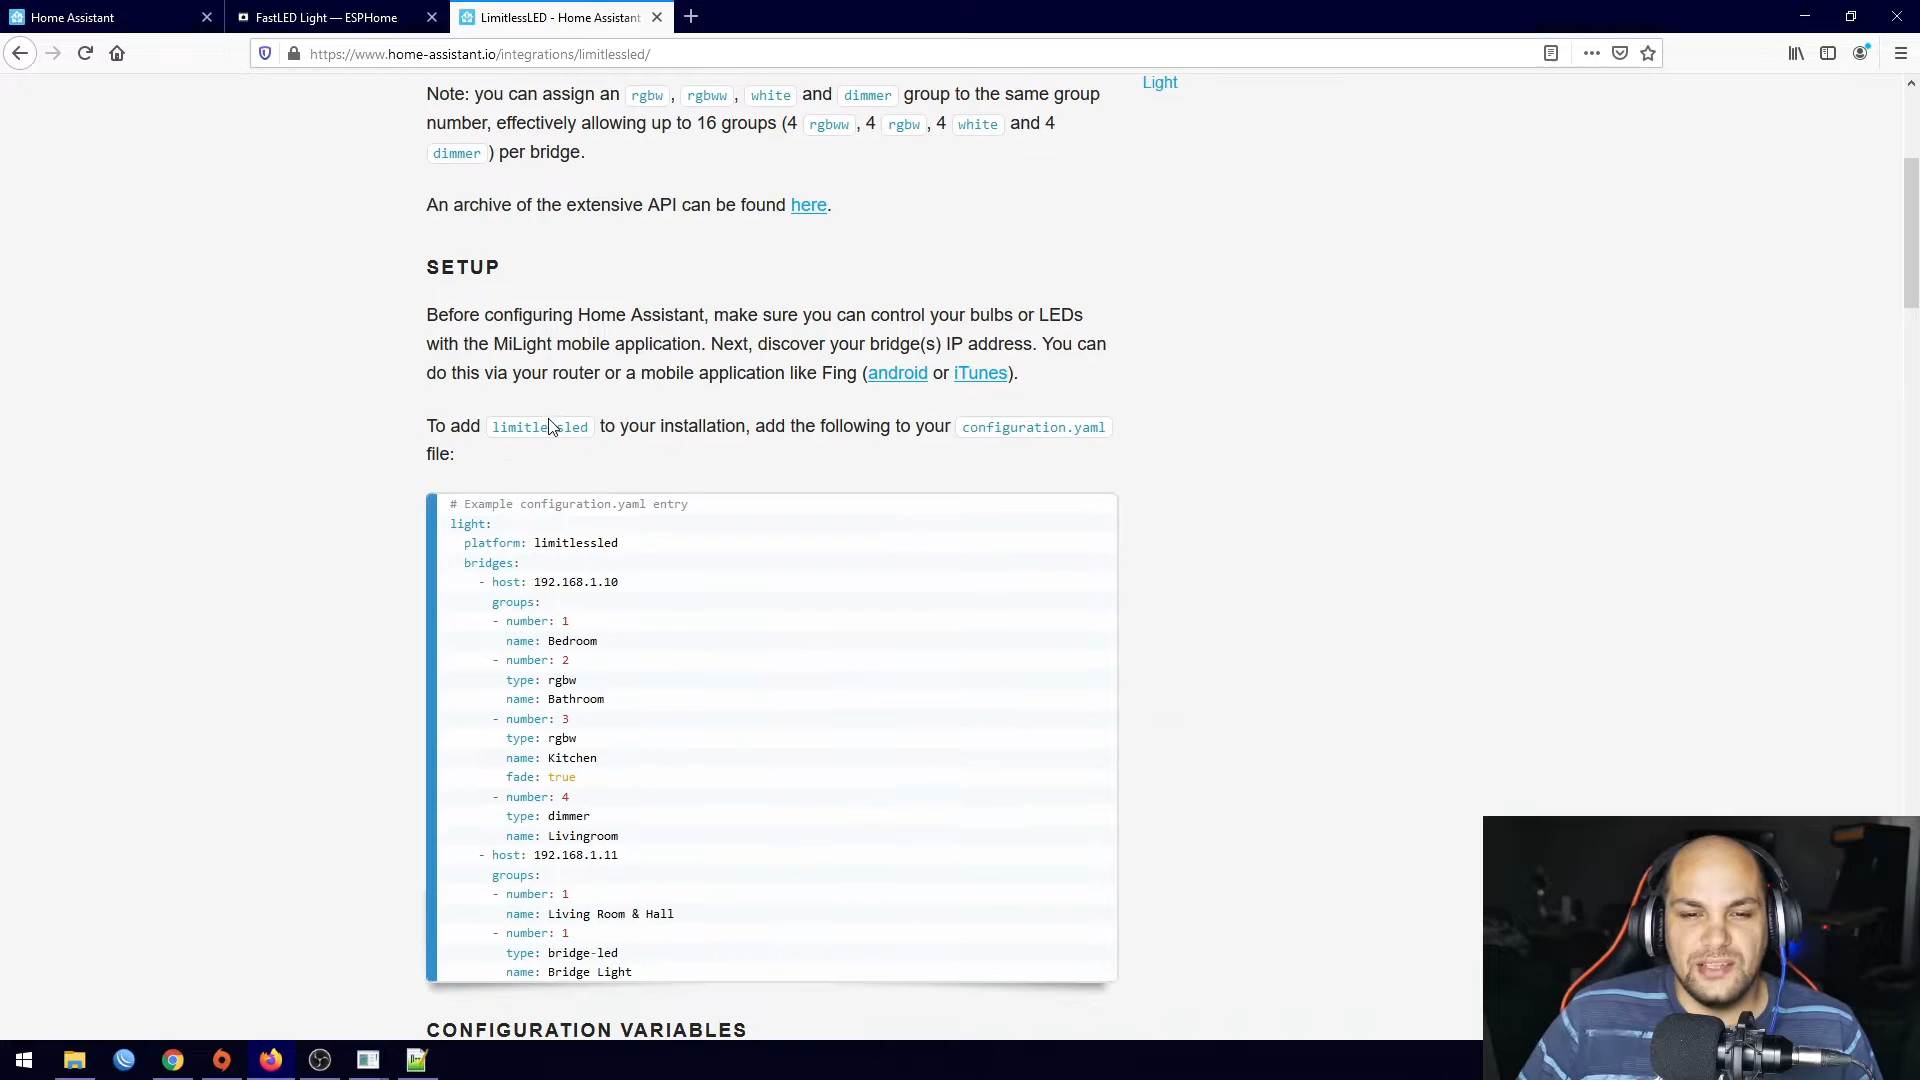 Home Assistant
FastLED Light — ESPHome
LimitlessLED - Home Assistant
https://www.home-assistant.io/integrations/limitlessled/
Note: you can assign an rgbw, rgbww, white and dimmer group to the same group
number, effectively allowing up to 16 groups (4 rgbww, 4 rgbw, 4 white and 4
dimmer) per bridge.
Light
An archive of the extensive API can be found here.
SETUP
Before configuring Home Assistant, make sure you can control your bulbs or LEDs
with the MiLight mobile application. Next, discover your bridge(s) IP address. You can
do this via your router or a mobile application like Fing (android or iTunes).
To add limitlessled to your installation, add the following to your configuration.yaml
file:
# Example configuration.yaml entry
light:
platform: limitlessled
bridges:
- host: 192.168.1.10
groups:
- number: 1
name: Bedroom
- number: 2
type: rgbw
name: Bathroom
- number: 3
type: rgbw
name: Kitchen
fade: true
- number: 4
type: dimmer
name: Livingroom
- host: 192.168.1.11
groups:
- number: 1
name: Living Room & Hall
- number: 1
type: bridge-led
name: Bridge Light
CONFIGURATION VARIABLES